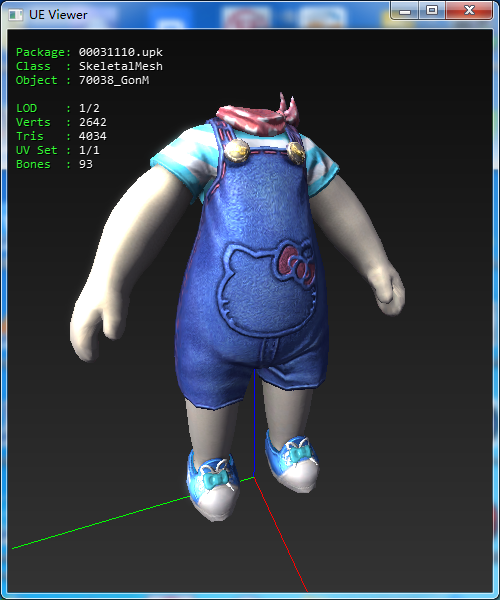 UE Viewer
Package: 00031110.upk
Class : SkeletalMesh
Object : 70038_GonM
LOD : 1/2
Verts : 2642
Tris : 4034
UV Set : 1/1
Bones : 93